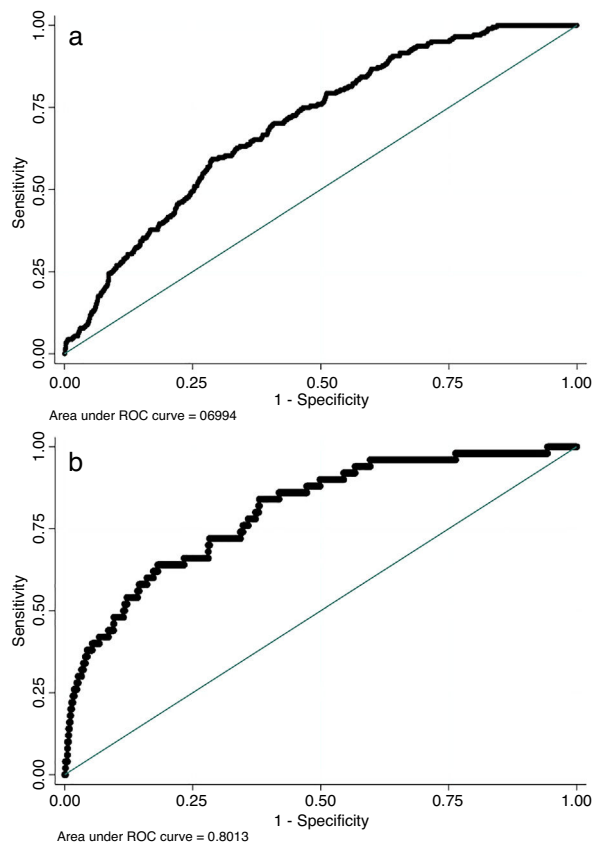 a
1.00
0.75
0.50
0.25
0.00
Sensitivity
0.00 0.25 0.50 0.75 1.00
1 - Specificity
Area under ROC curve = 06994
b
1.00
0.75
0.50
0.25
0.00
Sensitivity
0.00 0.25 0.50 0.75 1.00
1 - Specificity
Area under ROC curve = 0.8013